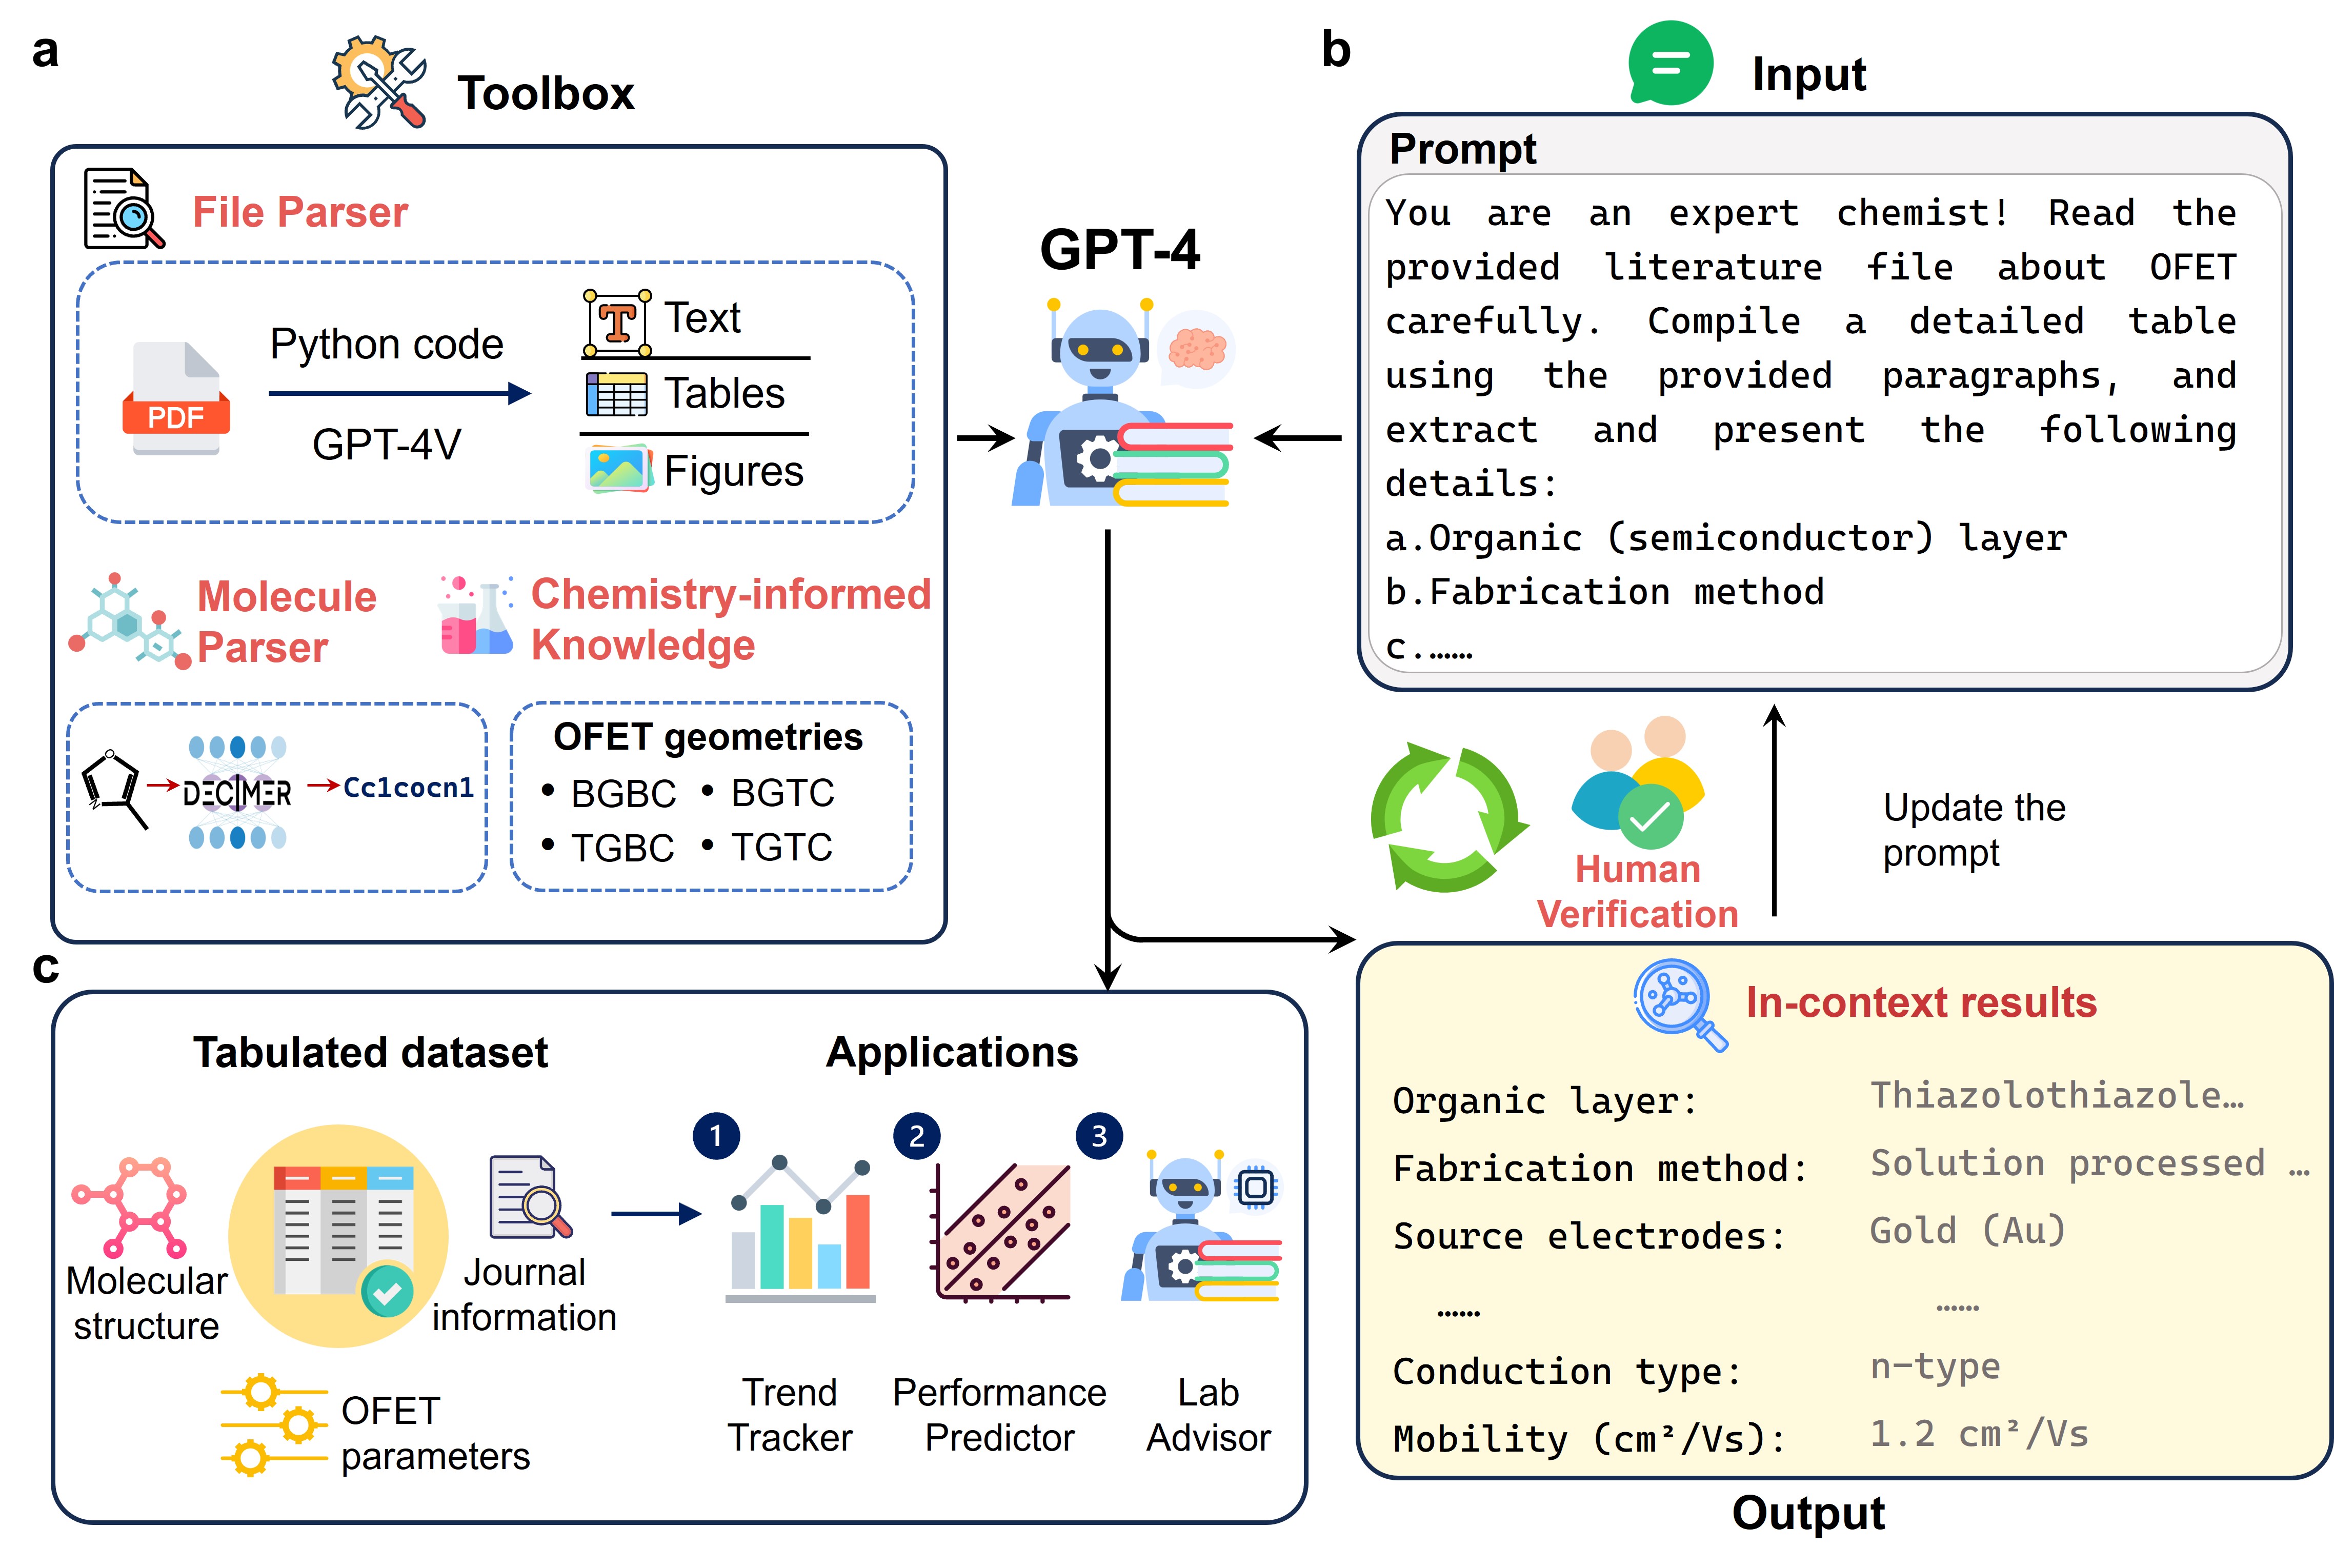 a
Toolbox
File Parser
PDF
Python code
GPT-4V
Text
Tables
Figures
Molecule
Parser
Chemistry-informed
Knowledge
O
N
DECIMER
Cc1cocn1
OFET geometries
• BGBC • BGTC
• TGBC • TGTC
GPT-4
b
Input
Prompt
You are an expert chemist! Read the
provided literature file about OFET
carefully. Compile a detailed table
using the provided paragraphs, and
extract and present the following
details:
a.Organic (semiconductor) layer
b.Fabrication method
c.……
Human
Verification
Update the
prompt
In-context results
Organic layer: Thiazolothiazole…
Fabrication method: Solution processed …
Source electrodes: Gold (Au)
…… ……
Conduction type: n-type
Mobility (cm²/Vs): 1.2 cm²/Vs
Output
c
Tabulated dataset
Molecular
structure
Journal
information
OFET
parameters
Applications
1
2
3
Trend
Tracker
Performance
Predictor
Lab
Advisor